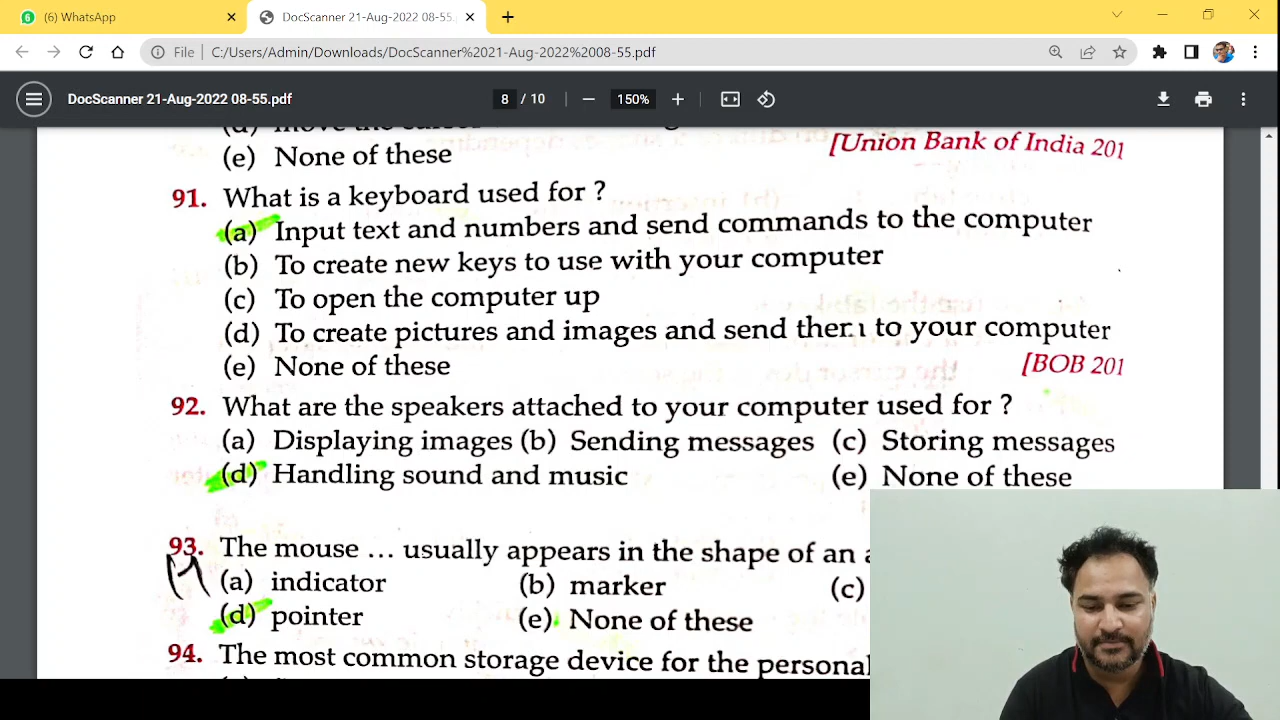 (6) WhatsApp
DocScanner 21-Aug-2022 08-55.
File C:/Users/Admin/Downloads/DocScanner%2021-Aug-2022%2008-55.pdf
DocScanner 21-Aug-2022 08-55.pdf 8 / 10 150%
(e) None of these [Union Bank of India 201
91. What is a keyboard used for ?
(a) Input text and numbers and send commands to the computer
(b) To create new keys to use with your computer
(c) To open the computer up
(d) To create pictures and images and send them to your computer
(e) None of these [BOB 201
92. What are the speakers attached to your computer used for ?
(a) Displaying images (b) Sending messages (c) Storing messages
(d) Handling sound and music (e) None of these
93. The mouse ... usually appears in the shape of an a
(a) indicator (b) marker (c)
(d) pointer (e) None of these
94. The most common storage device for the personal